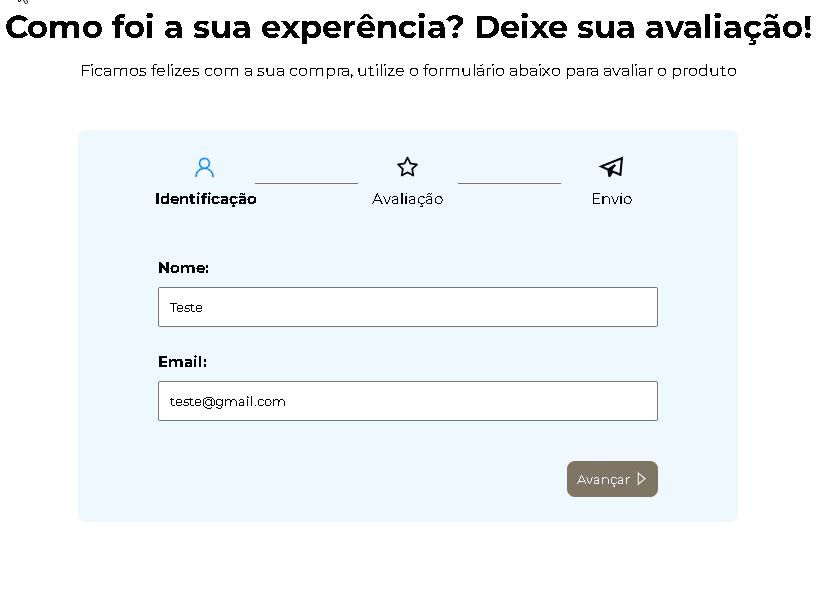 Como foi a sua experência? Deixe sua avaliação!
Ficamos felizes com a sua compra, utilize o formulário abaixo para avaliar o produto
Identificação
Avaliação
Envio
Nome:
Teste
Email:
teste@gmail.com
Avançar